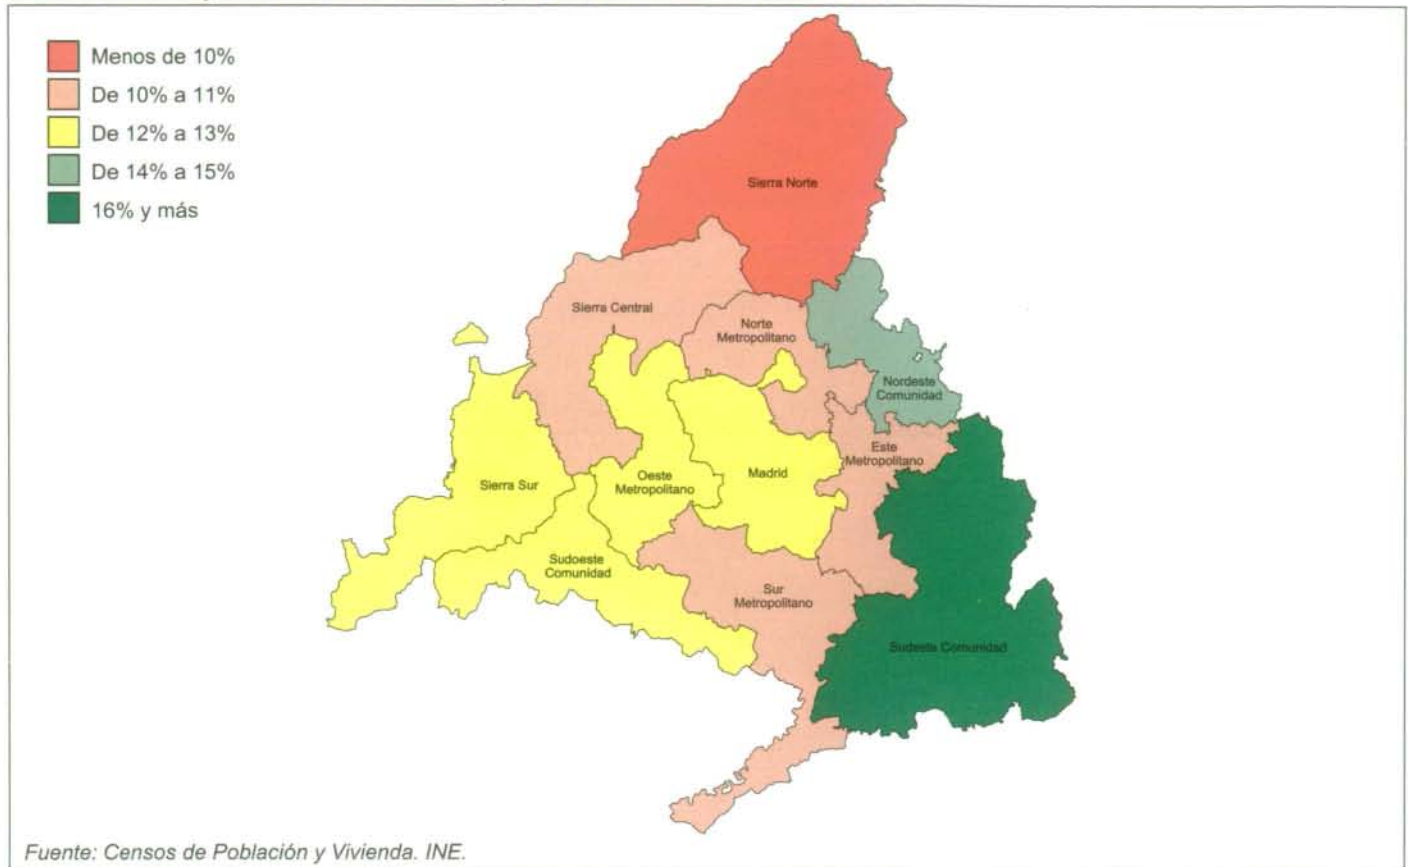 Menos de 10%
De 10% a 11%
De 12% a 13%
De 14% a 15%
16% y más
Sierra Norte
Sierra Central
Norte
Metropolitano
Nordeste
Comunidad
Este
Metropolitano
Madrid
Oeste
Metropolitano
Sierra Sur
Sudoeste
Comunidad
Sur
Metropolitano
Sudeste Comunidad
Fuente: Censos de Población y Vivienda. INE.